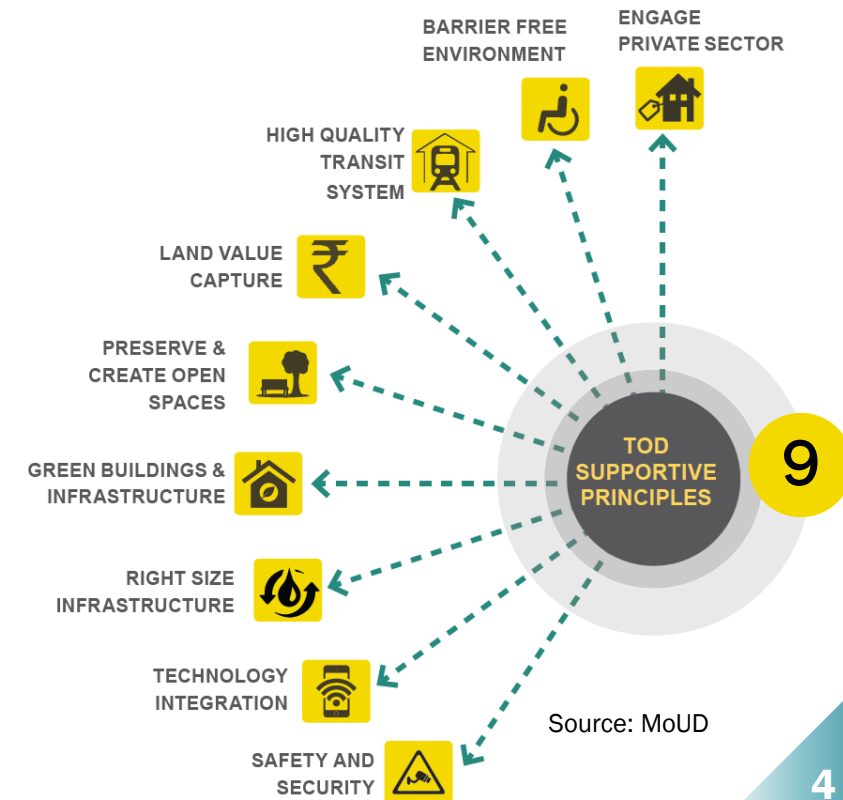 ENGAGE
PRIVATE SECTOR
BARRIER FREE
ENVIRONMENT
HIGH QUALITY
TRANSIT
SYSTEM
LAND VALUE
CAPTURE
₹
PRESERVE &
CREATE OPEN
SPACES
GREEN BUILDINGS &
INFRASTRUCTURE
RIGHT SIZE
INFRASTRUCTURE
TECHNOLOGY
INTEGRATION
SAFETY AND
SECURITY
TOD
SUPPORTIVE
PRINCIPLES
9
Source: MoUD
4